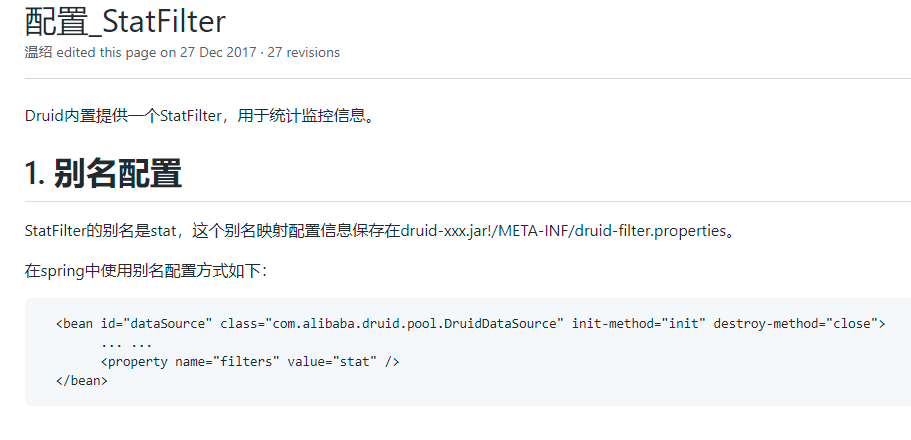 配置_StatFilter
温绍 edited this page on 27 Dec 2017 · 27 revisions
Druid内置提供一个StatFilter，用于统计监控信息。
1. 别名配置
StatFilter的别名是stat，这个别名映射配置信息保存在druid-xxx.jar!/META-INF/druid-filter.properties。
在spring中使用别名配置方式如下：
<bean id="dataSource" class="com.alibaba.druid.pool.DruidDataSource" init-method="init" destroy-method="close">
... ...
<property name="filters" value="stat" />
</bean>